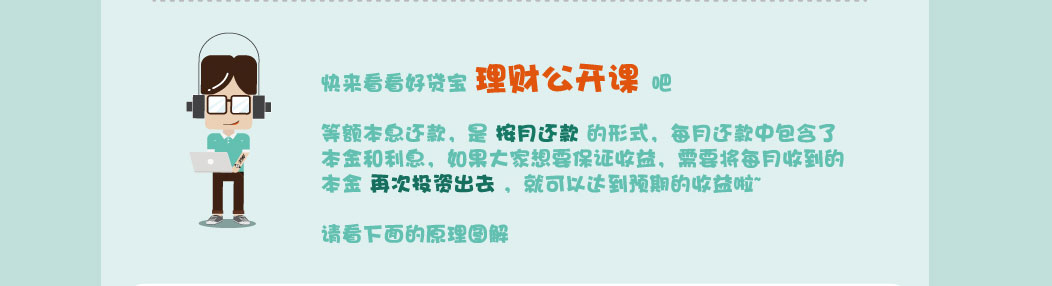 快来看看好贷宝 理财公开课 吧
等额本息还款，是 按月还款 的形式，每月还款中包含了
本金和利息，如果大家想要保证收益，需要将每月收到的
本金 再次投资出去 ，就可以达到预期的收益啦~
请看下面的原理图解